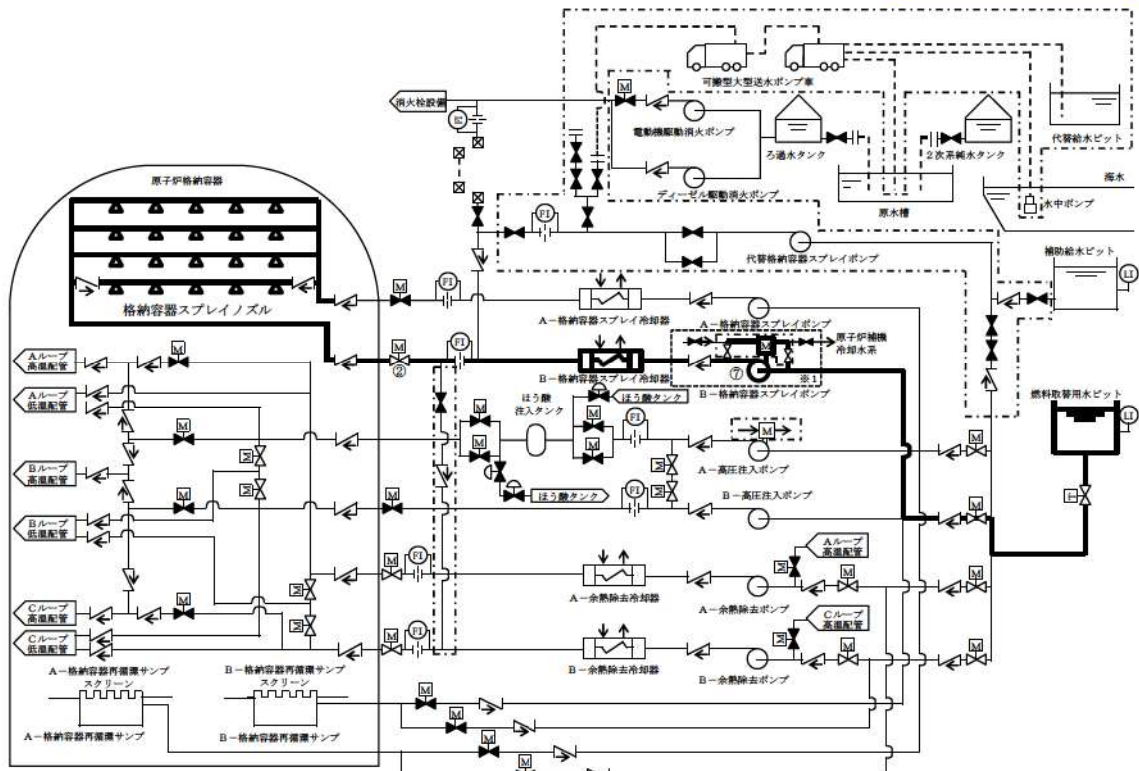 可搬型大型送水ポンプ車
消火栓設備
M
電動機駆動消火ポンプ
ろ過水タンク
2次系純水タンク
代替給水ピット
ディーゼル駆動消火ポンプ
原水槽
海水
水中ポンプ
原子炉格納容器
FI
代替格納容器スプレイポンプ
補助給水ピット
LI
格納容器スプレイノズル
M
FI
A-格納容器スプレイ冷却器
A-格納容器スプレイポンプ
原子炉補機
冷却水系
M
FI
M
②
⑦
※1
B-格納容器スプレイ冷却器
B-格納容器スプレイポンプ
燃料取替用水ピット
LI
Aループ
高温配管
M
Aループ
低温配管
ほう酸
注入タンク
ほう酸タンク
M
M
M
M
FI
M
M
A-高圧注入ポンプ
M
Bループ
高温配管
M
M
M
ほう酸タンク
M
M
FI
B-高圧注入ポンプ
M
T
Bループ
低温配管
M
M
Aループ
高温配管
M
FI
M
M
M
A-余熱除去冷却器
A-余熱除去ポンプ
Cループ
高温配管
M
M
Cループ
高温配管
Cループ
低温配管
M
M
FI
M
M
M
B-余熱除去冷却器
B-余熱除去ポンプ
A-格納容器再循環サンプ
スクリーン
B-格納容器再循環サンプ
スクリーン
M
M
A-格納容器再循環サンプ
B-格納容器再循環サンプ
M
M